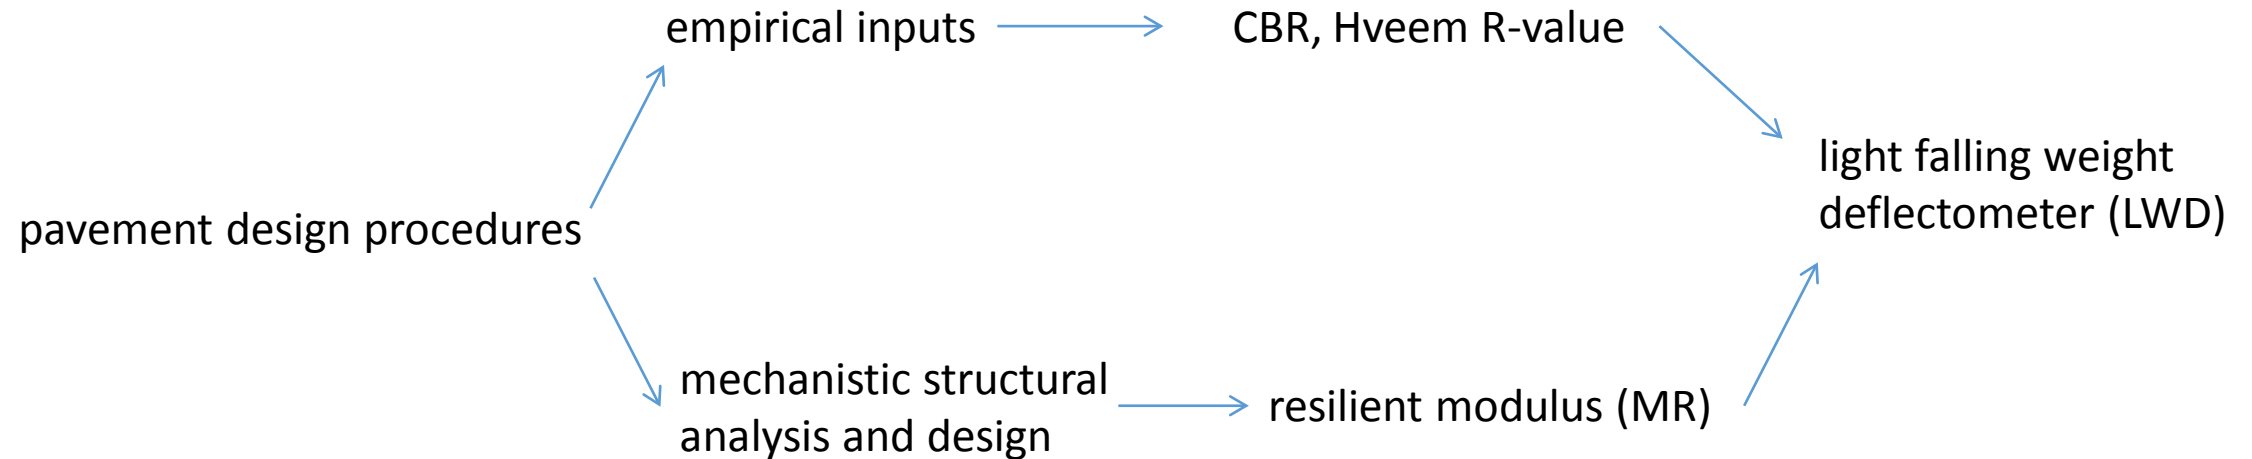 empirical inputs
CBR, Hveem R-value
light falling weight
deflectometer (LWD)
pavement design procedures
mechanistic structural
analysis and design
resilient modulus (MR)